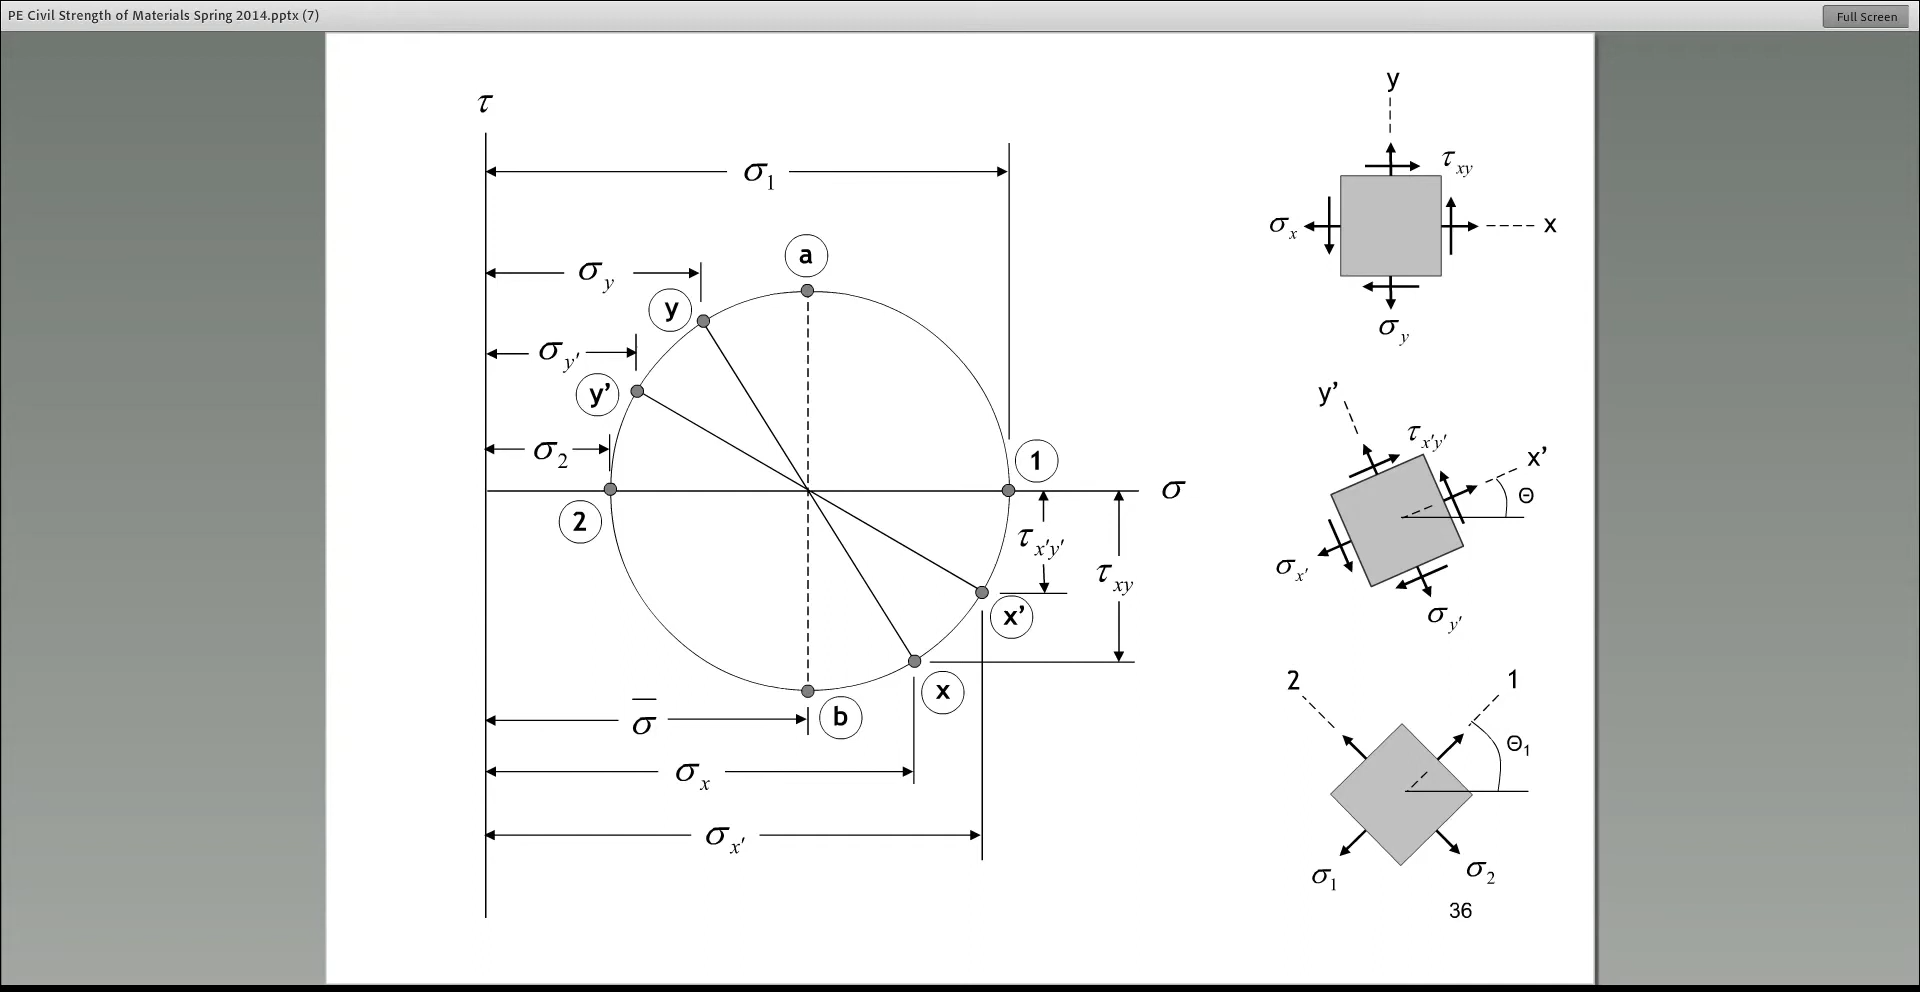 PE Civil Strength of Materials Spring 2014.pptx (7)
Full Screen
τ
σ1
σy
a
y
σy'
y'
σ2
1
σ
2
τx'y'
τxy
x'
x
b
σ̄
σx
σx'
y
τxy
σx
x
σy
y'
τx'y'
x'
Θ
σx'
σy'
2
1
Θ1
σ1
σ2
36